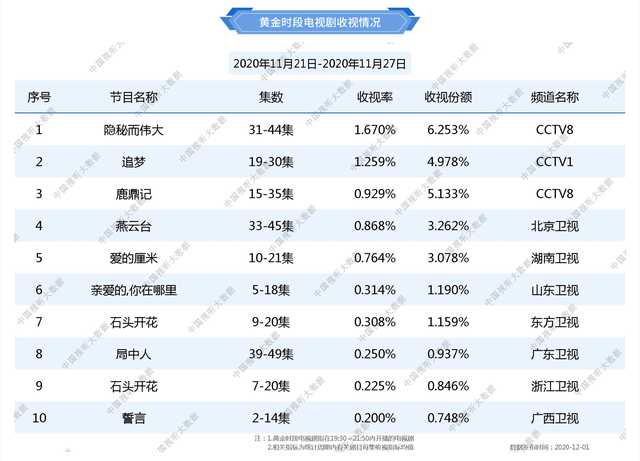 黄金时段电视剧收视情况
2020年11月21日-2020年11月27日
序号 节目名称 集数 收视率 收视份额 频道名称
1 隐秘而伟大 31-44集 1.670% 6.253% CCTV8
2 追梦 19-30集 1.259% 4.978% CCTV1
3 鹿鼎记 15-35集 0.929% 5.133% CCTV8
4 燕云台 33-45集 0.868% 3.262% 北京卫视
5 爱的厘米 10-21集 0.764% 3.078% 湖南卫视
6 亲爱的,你在哪里 5-18集 0.314% 1.190% 山东卫视
7 石头开花 9-20集 0.308% 1.159% 东方卫视
8 局中人 39-49集 0.250% 0.937% 广东卫视
9 石头开花 7-20集 0.225% 0.846% 浙江卫视
10 誓言 2-14集 0.200% 0.748% 广西卫视
注：1.黄金时段电视剧指在19:30～21:50内开播的电视剧
2.相关指标为统计周期内有关剧目每集收视指标均值
数据发布时间：2020-12-01
中国视听大数据